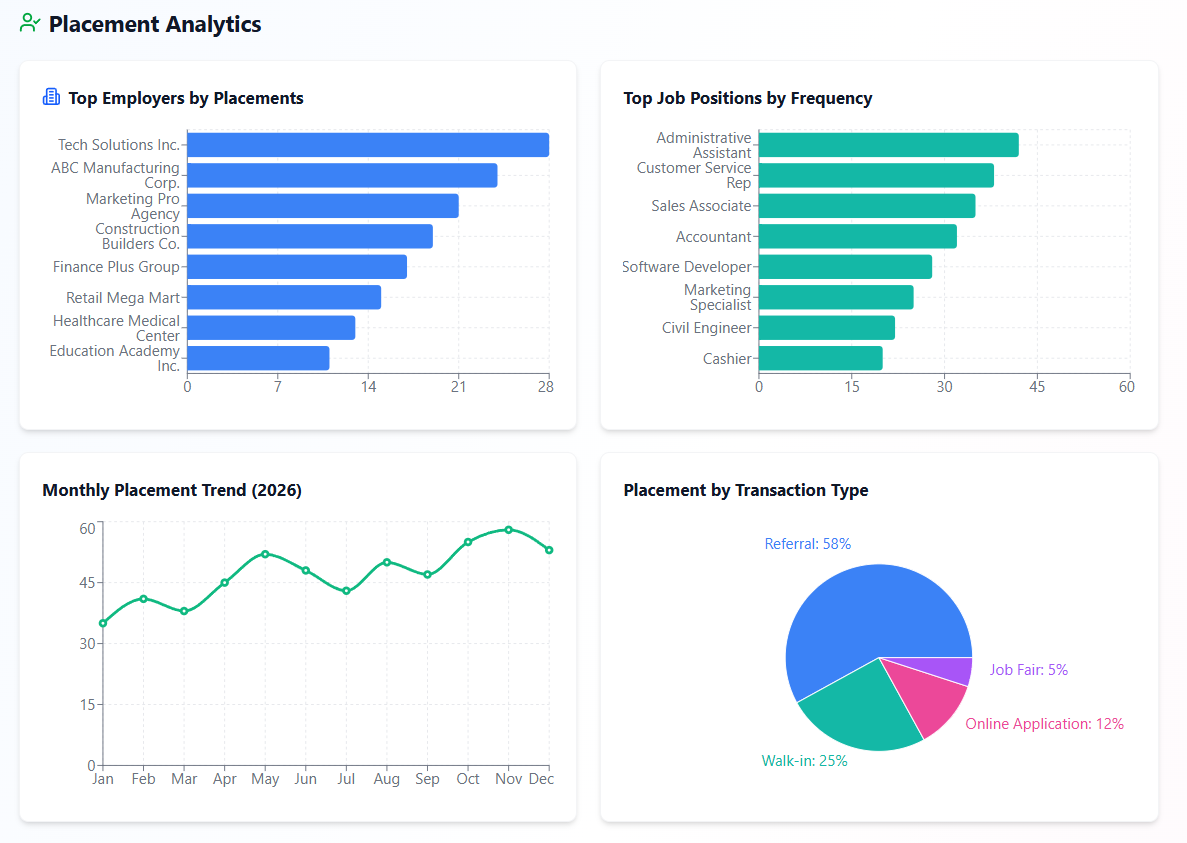 Placement Analytics
Top Employers by Placements
Tech Solutions Inc.
ABC Manufacturing
Corp.
Marketing Pro
Agency
Construction
Builders Co.
Finance Plus Group
Retail Mega Mart
Healthcare Medical
Center
Education Academy
Inc.
0 7 14 21 28
Top Job Positions by Frequency
Administrative
Assistant
Customer Service
Rep
Sales Associate
Accountant
Software Developer
Marketing
Specialist
Civil Engineer
Cashier
0 15 30 45 60
Monthly Placement Trend (2026)
60
45
30
15
0
Jan Feb Mar Apr May Jun Jul Aug Sep Oct Nov Dec
Placement by Transaction Type
Referral: 58%
Job Fair: 5%
Online Application: 12%
Walk-in: 25%